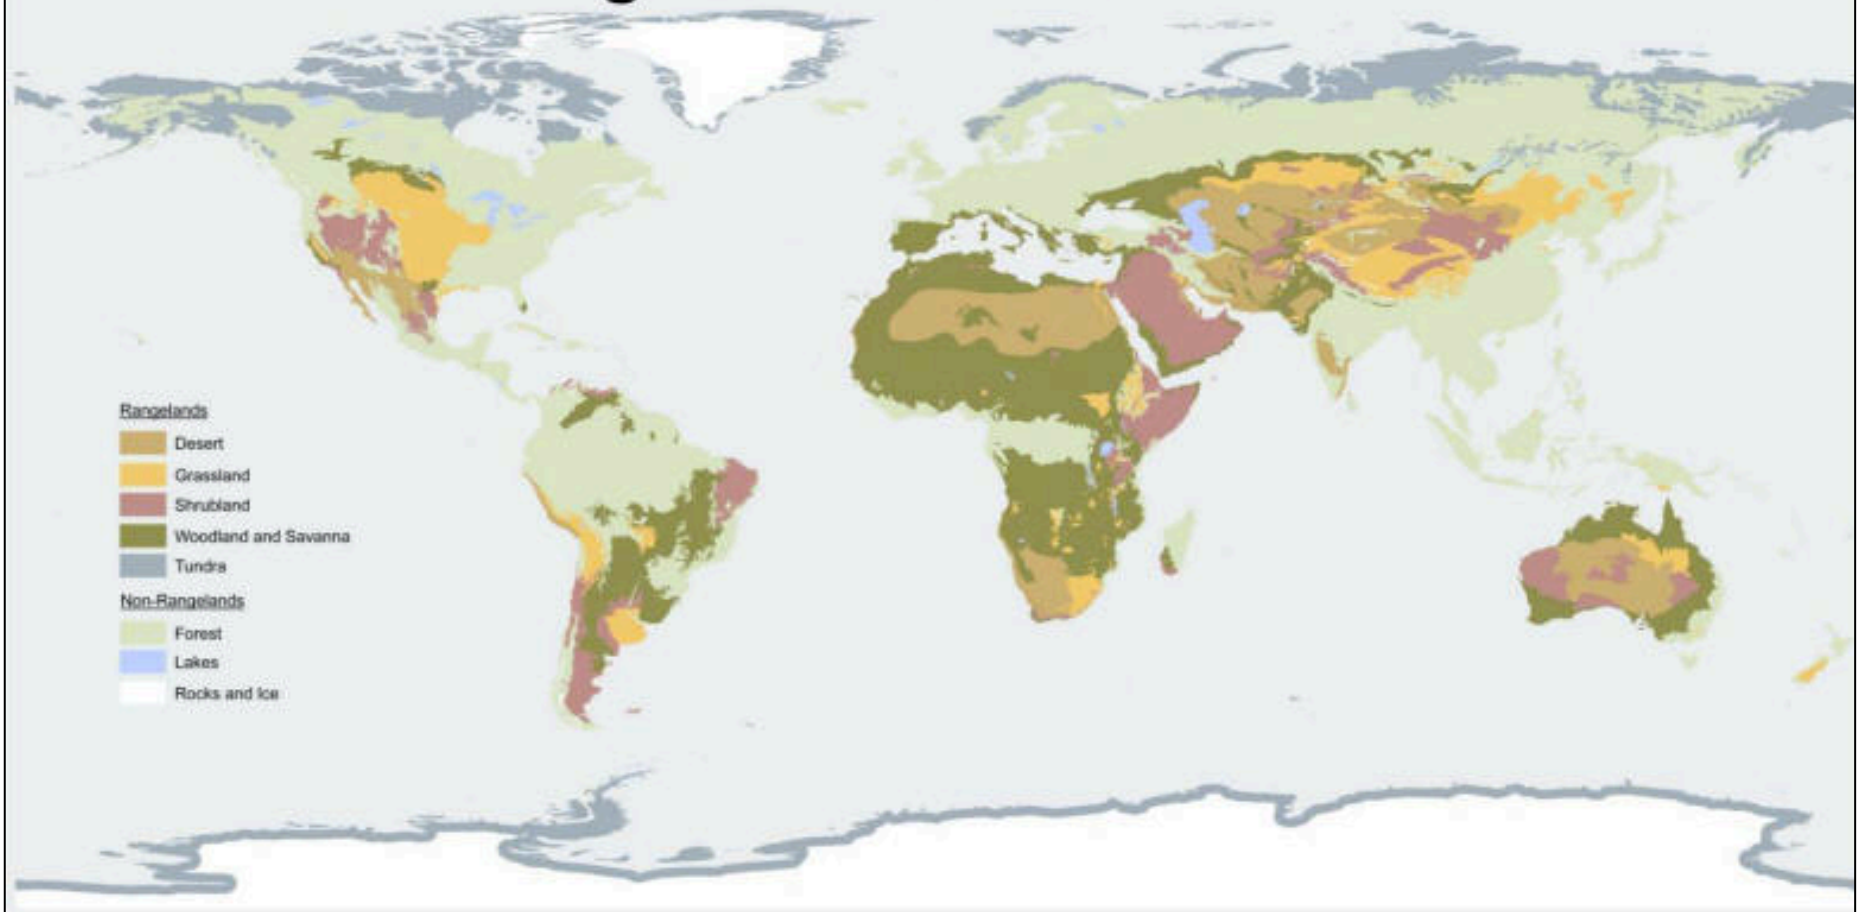 Rangelands
Desert
Grassland
Shrubland
Woodland and Savanna
Tundra
Non-Rangelands
Forest
Lakes
Rocks and Ice